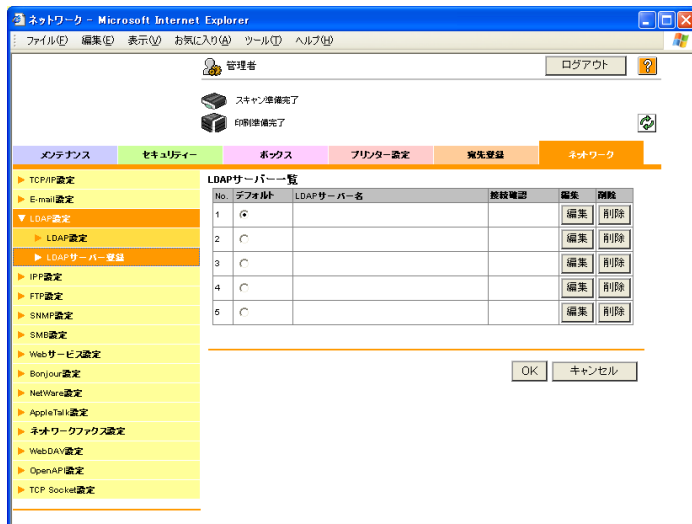 ネットワーク - Microsoft Internet Explorer
ファイル(F) 編集(E) 表示(V) お気に入り(A) ツール(T) ヘルプ(H)
管理者
ログアウト
?
スキャン準備完了
印刷準備完了
メンテナンス
セキュリティー
ボックス
プリンター設定
宛先登録
ネットワーク
TCP/IP設定
E-mail設定
LDAP設定
LDAP設定
LDAPサーバー登録
IPP設定
FTP設定
SNMP設定
SMB設定
Webサービス設定
Bonjour設定
NetWare設定
AppleTalk設定
ネットワークファクス設定
WebDAV設定
OpenAPI設定
TCP Socket設定
LDAPサーバー一覧
No. デフォルト LDAPサーバー名 接続確認 編集 削除
1 編集 削除
2 編集 削除
3 編集 削除
4 編集 削除
5 編集 削除
OK キャンセル